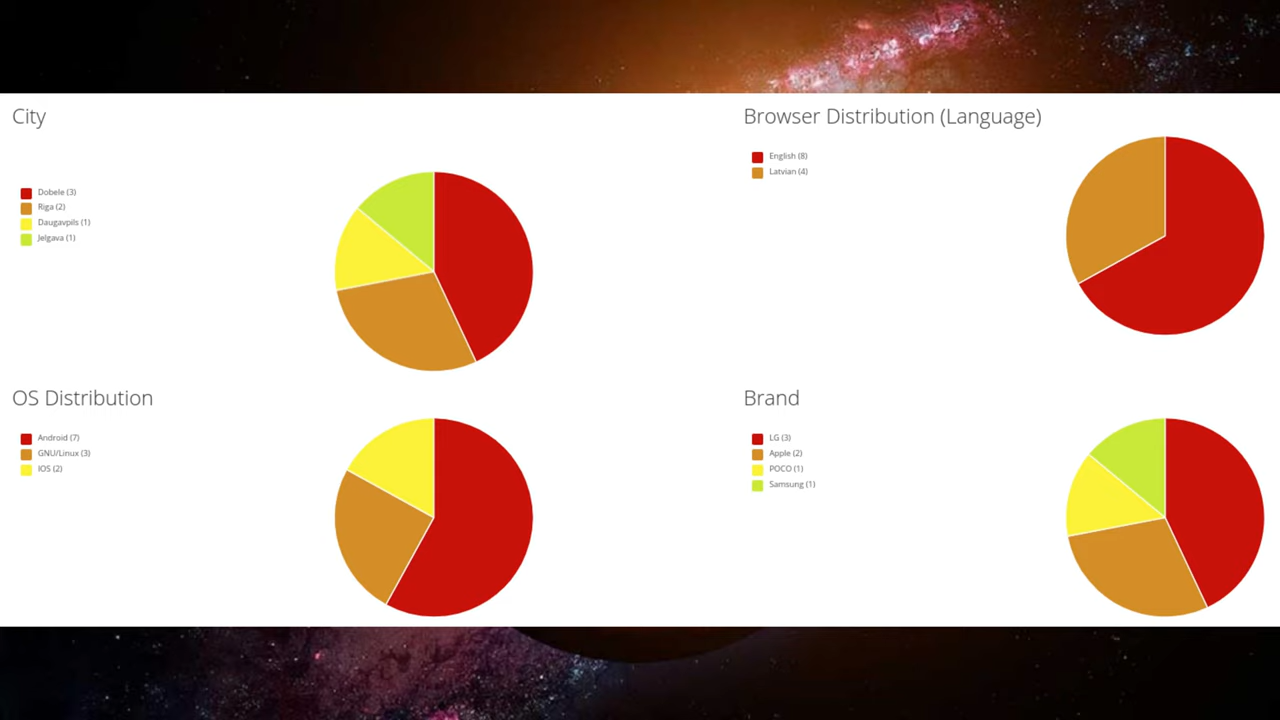 City
Dobele (3)
Riga (2)
Daugavpils (1)
Jelgava (1)
Browser Distribution (Language)
English (8)
Latvian (4)
OS Distribution
Android (7)
GNU/Linux (3)
IOS (2)
Brand
LG (3)
Apple (2)
POCO (1)
Samsung (1)